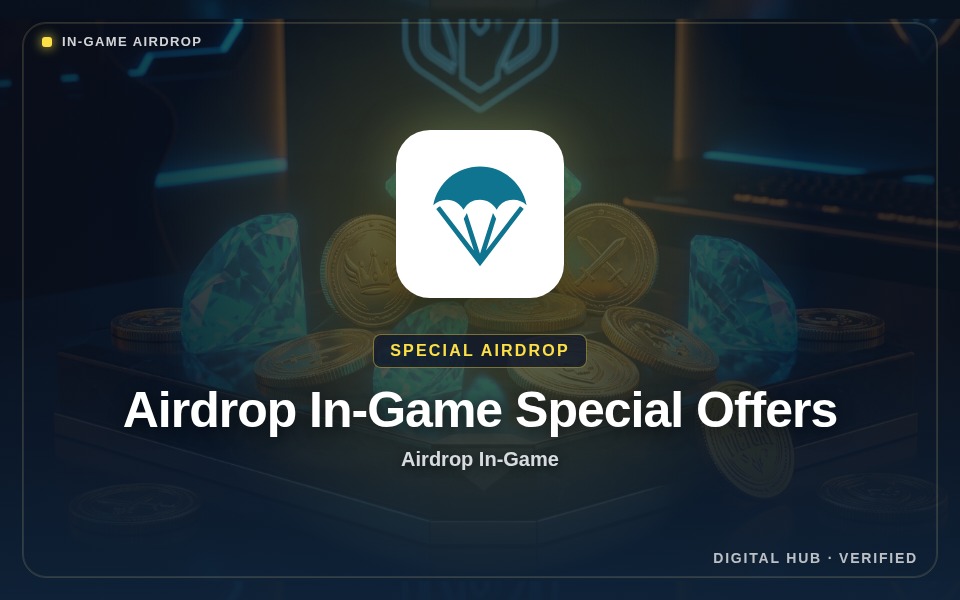 IN-GAME AIRDROP
SPECIAL AIRDROP
Airdrop In-Game Special Offers
Airdrop In-Game
DIGITAL HUB · VERIFIED